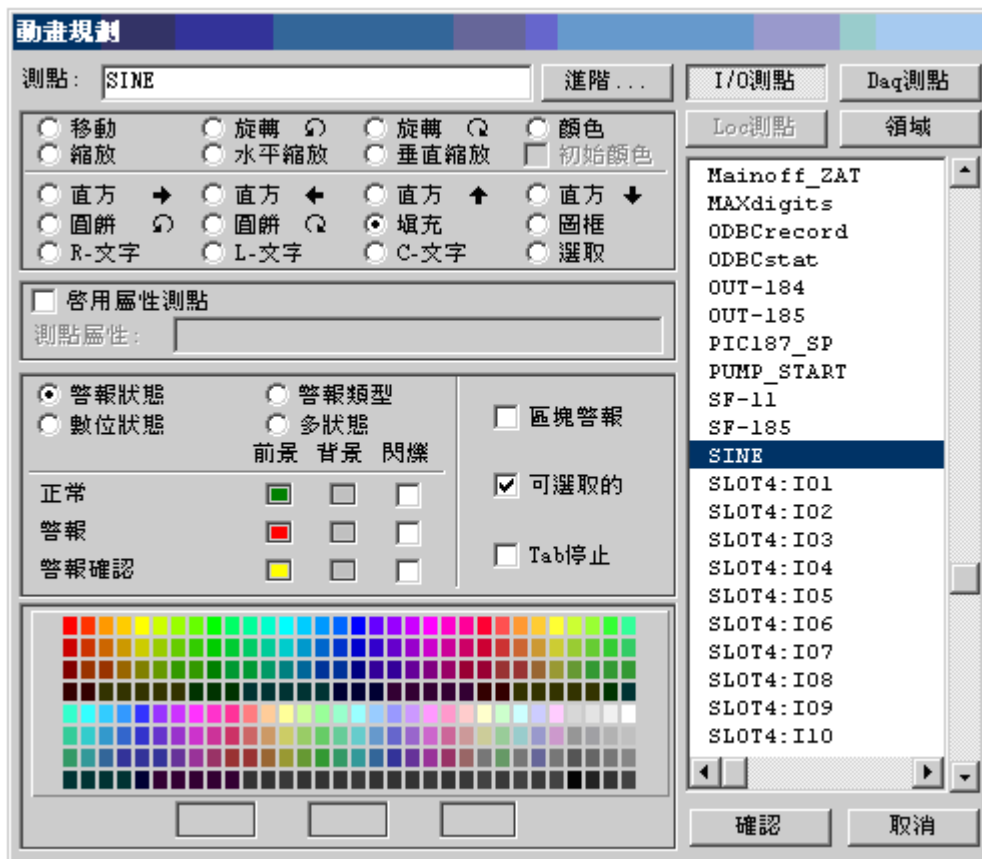 動畫規劃
測點: SINE 進階...
I/O測點 Daq測點
Loc測點 領域
移動 旋轉 旋轉 顏色
縮放 水平縮放 垂直縮放 初始顏色
直方 直方 直方 直方
圓餅 圓餅 填充 圖框
R-文字 L-文字 C-文字 選取
啓用屬性測點
測點屬性:
警報狀態 警報類型
數位狀態 多狀態
前景 背景 閃爍
正常
警報
警報確認
區塊警報
可選取的
Tab停止
Mainoff_ZAT
MAXdigits
ODBCrecord
ODBCstat
OUT-184
OUT-185
PIC187_SP
PUMP_START
SF-11
SF-185
SINE
SLOT4:I01
SLOT4:I02
SLOT4:I03
SLOT4:I04
SLOT4:I05
SLOT4:I06
SLOT4:I07
SLOT4:I08
SLOT4:I09
SLOT4:I10
確認 取消